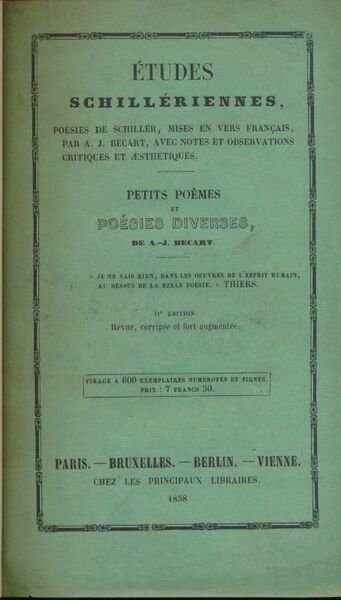 ÉTUDES
SCHILLÉRIENNES,
POÉSIES DE SCHILLER, MISES EN VERS FRANÇAIS,
PAR A. J. BECART, AVEC NOTES ET OBSERVATIONS
CRITIQUES ET ÆSTHÉTIQUES.
PETITS POÈMES
ET
POÉSIES DIVERSES,
DE A.-J. BECART.
« JE NE SAIS RIEN, DANS LES OEUVRES DE L'ESPRIT HUMAIN,
AU DESSUS DE LA BELLE POÉSIE. » THIERS.
IIe ÉDITION
Revue, corrigée et fort augmentée.
TIRAGE A 600 EXEMPLAIRES NUMÉROTÉS ET SIGNÉS.
PRIX : 7 FRANCS 50.
PARIS. — BRUXELLES. — BERLIN. — VIENNE.
CHEZ LES PRINCIPAUX LIBRAIRES.
1858